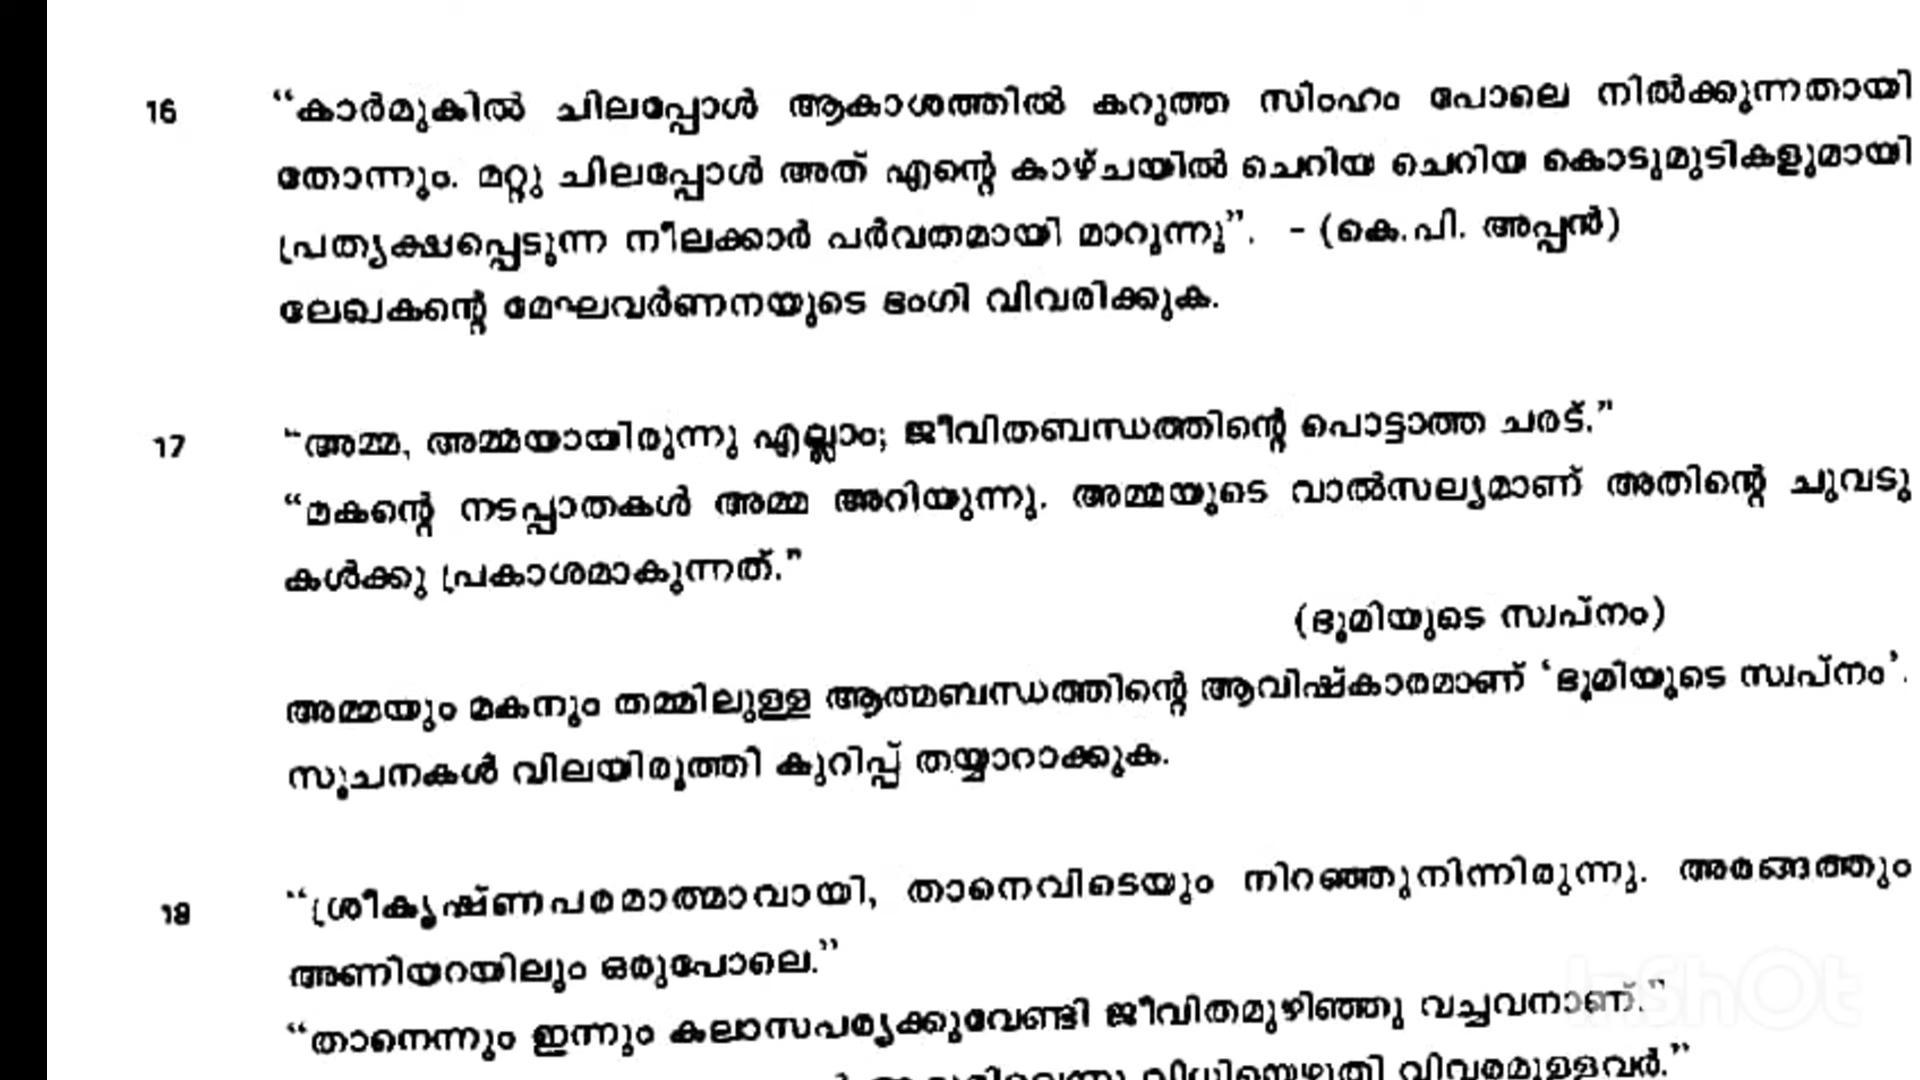 16 “കാർമുകിൽ ചിലപ്പോൾ ആകാശത്തിൽ കറുത്ത സിംഹം പോലെ നിൽക്കുന്നതായി
തോന്നും. മറ്റു ചിലപ്പോൾ അത് എന്റെ കാഴ്ചയിൽ ചെറിയ ചെറിയ കൊടുമുടികളുമായി
പ്രത്യക്ഷപ്പെടുന്ന നീലക്കാർ പർവതമായി മാറുന്നു”. - (കെ.പി. അപ്പൻ)
ലേഖകന്റെ മേഘവർണനയുടെ ഭംഗി വിവരിക്കുക.
17 “അമ്മ, അമ്മയായിരുന്നു എല്ലാം; ജീവിതബന്ധത്തിന്റെ പൊട്ടാത്ത ചരട്.”
“മകന്റെ നടപ്പാതകൾ അമ്മ അറിയുന്നു. അമ്മയുടെ വാൽസല്യമാണ് അതിന്റെ ചുവടു
കൾക്കു പ്രകാശമാകുന്നത്.”
(ഭൂമിയുടെ സ്വപ്നം)
അമ്മയും മകനും തമ്മിലുള്ള ആത്മബന്ധത്തിന്റെ ആവിഷ്കാരമാണ് ‘ഭൂമിയുടെ സ്വപ്നം’.
സൂചനകൾ വിലയിരുത്തി കുറിപ്പ് തയ്യാറാക്കുക.
18 “ശ്രീകൃഷ്ണപരമാത്മാവായി, താനെവിടെയും നിറഞ്ഞുനിന്നിരുന്നു. അരങ്ങത്തും
അണിയറയിലും ഒരുപോലെ.”
“താനെന്നും ഇന്നും കലാസപര്യക്കുവേണ്ടി ജീവിതമുഴിഞ്ഞു വച്ചവനാണ്.”
വിധിയെഴുതി വിവരമുള്ളവർ.”
InShOt